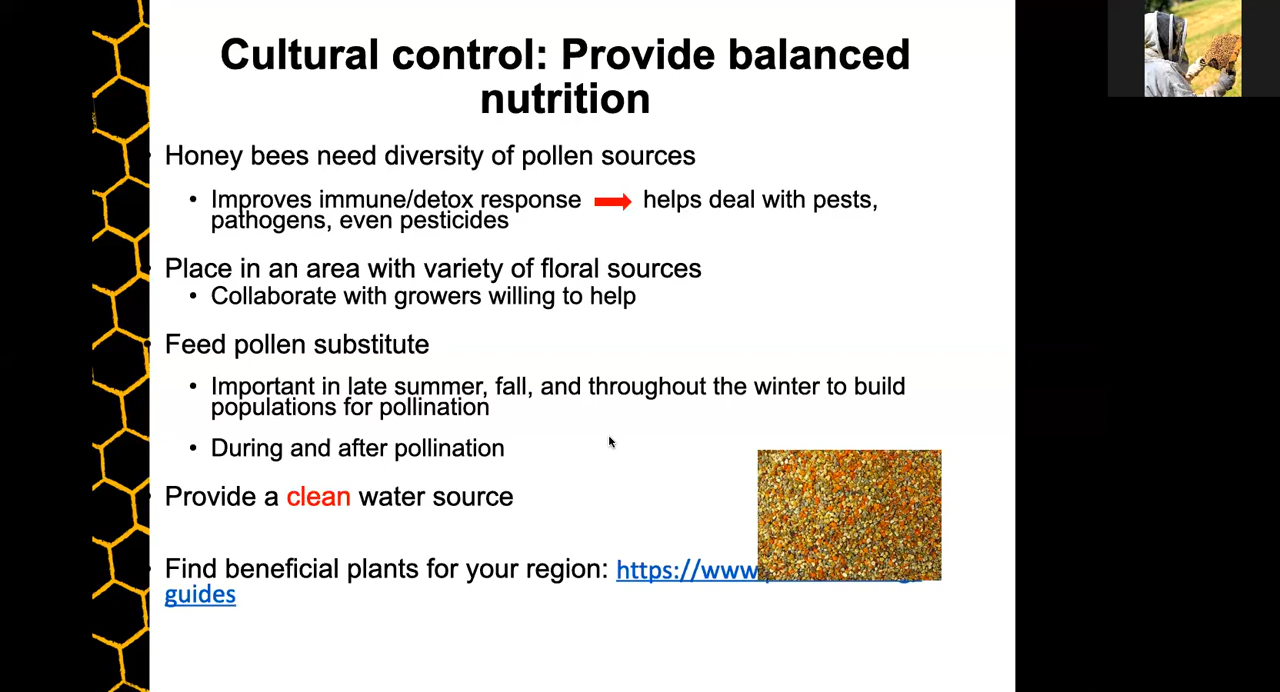 Cultural control: Provide balanced
nutrition
Honey bees need diversity of pollen sources
• Improves immune/detox response helps deal with pests,
pathogens, even pesticides
Place in an area with variety of floral sources
• Collaborate with growers willing to help
Feed pollen substitute
• Important in late summer, fall, and throughout the winter to build
populations for pollination
• During and after pollination
Provide a clean water source
Find beneficial plants for your region: https://www
guides